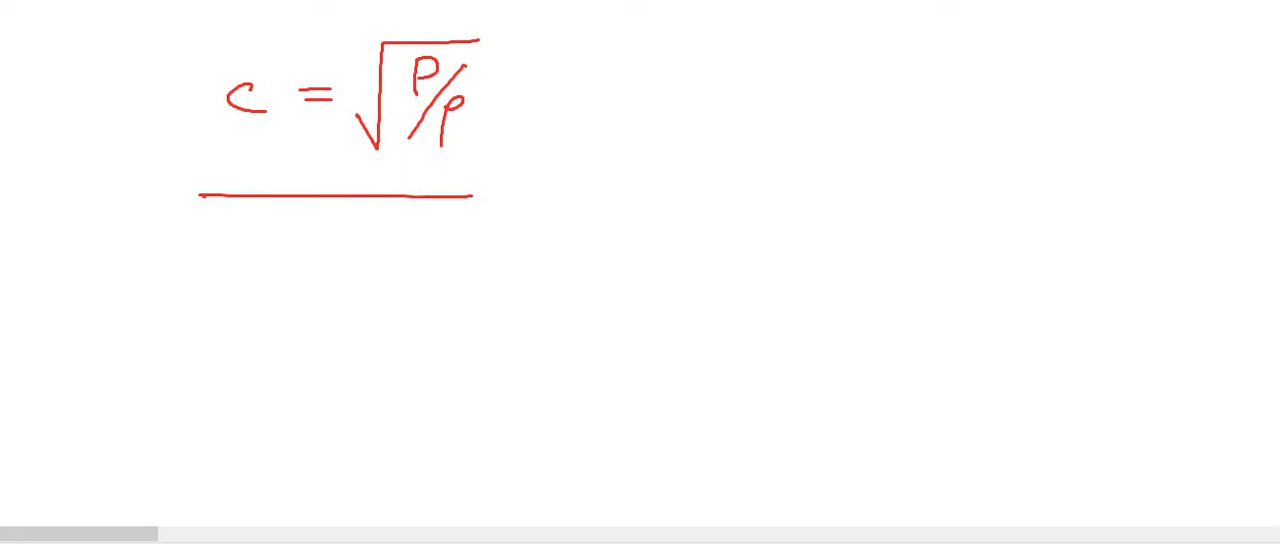 c = √P/ρ